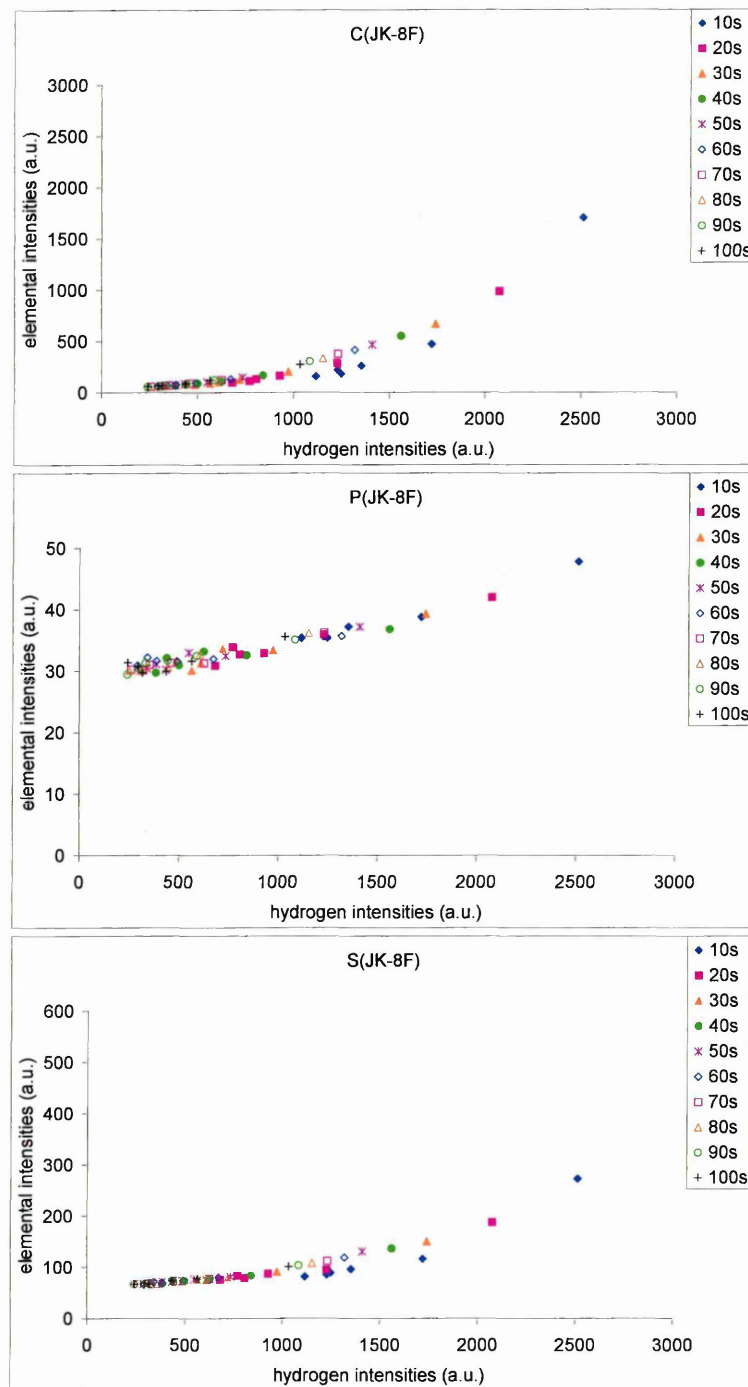 C(JK-8F)
10s
20s
30s
40s
50s
60s
70s
80s
90s
100s
elemental intensities (a.u.)
3000
2500
2000
1500
1000
500
0
0 500 1000 1500 2000 2500 3000
hydrogen intensities (a.u.)
P(JK-8F)
10s
20s
30s
40s
50s
60s
70s
80s
90s
100s
elemental intensities (a.u.)
50
40
30
20
10
0
0 500 1000 1500 2000 2500 3000
hydrogen intensities (a.u.)
S(JK-8F)
10s
20s
30s
40s
50s
60s
70s
80s
90s
100s
elemental intensities (a.u.)
600
500
400
300
200
100
0
0 500 1000 1500 2000 2500 3000
hydrogen intensities (a.u.)